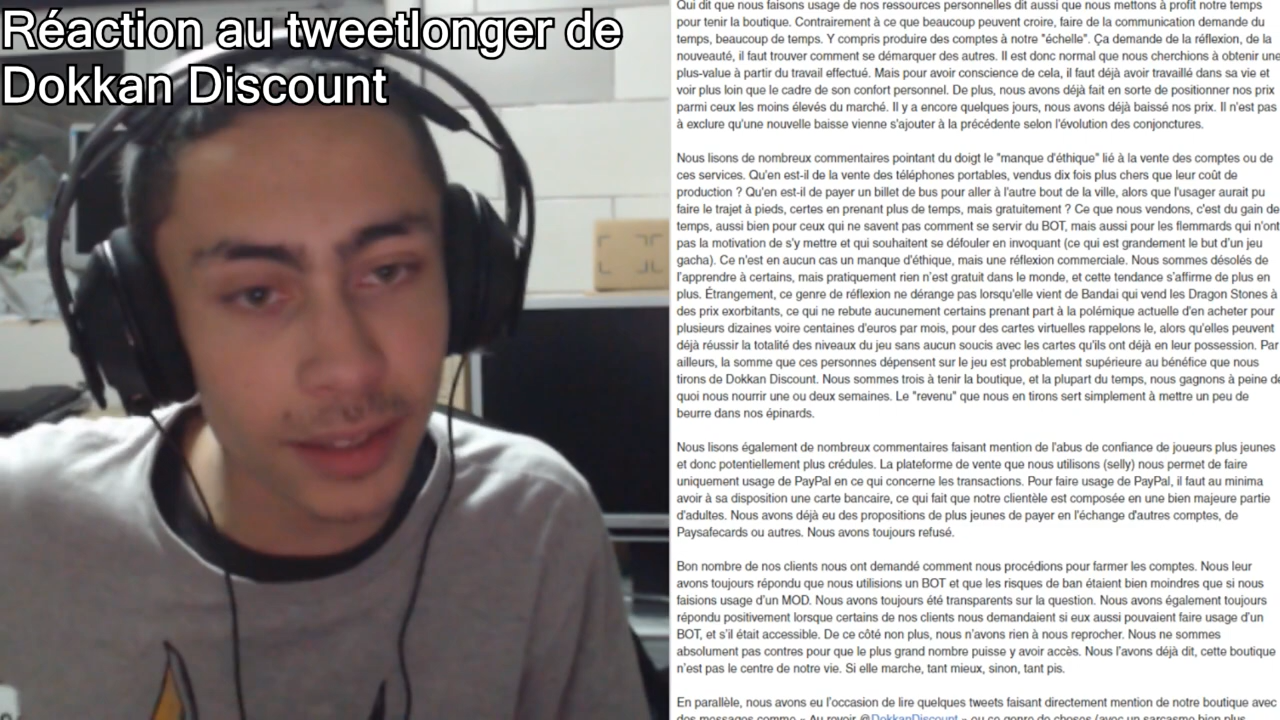 Réaction au tweetlonger de
Dokkan Discount
Qui dit que nous faisons usage de nos ressources personnelles dit aussi que nous mettons à profit notre temps
pour tenir la boutique. Contrairement à ce que beaucoup peuvent croire, faire de la communication demande du
temps, beaucoup de temps. Y compris produire des comptes à notre "échelle". Ça demande de la réflexion, de la
nouveauté, il faut trouver comment se démarquer des autres. Il est donc normal que nous cherchions à obtenir une
plus-value à partir du travail effectué. Mais pour avoir conscience de cela, il faut déjà avoir travaillé dans sa vie et
voir plus loin que le cadre de son confort personnel. De plus, nous avons déjà fait en sorte de positionner nos prix
parmi ceux les moins élevés du marché. Il y a encore quelques jours, nous avons déjà baissé nos prix. Il n'est pas
à exclure qu'une nouvelle baisse vienne s'ajouter à la précédente selon l'évolution des conjonctures.
Nous lisons de nombreux commentaires pointant du doigt le "manque d'éthique" lié à la vente des comptes ou de
ces services. Qu'en est-il de la vente des téléphones portables, vendus dix fois plus chers que leur coût de
production ? Qu'en est-il de payer un billet de bus pour aller à l'autre bout de la ville, alors que l'usager aurait pu
faire le trajet à pieds, certes en prenant plus de temps, mais gratuitement ? Ce que nous vendons, c'est du gain de
temps, aussi bien pour ceux qui ne savent pas comment se servir du BOT, mais aussi pour les flemmards qui n'ont
pas la motivation de s'y mettre et qui souhaitent se défouler en invoquant (ce qui est grandement le but d'un jeu
gacha). Ce n'est en aucun cas un manque d'éthique, mais une réflexion commerciale. Nous sommes désolés de
l'apprendre à certains, mais pratiquement rien n'est gratuit dans le monde, et cette tendance s'affirme de plus en
plus. Étrangement, ce genre de réflexion ne dérange pas lorsqu'elle vient de Bandai qui vend les Dragon Stones à
des prix exorbitants, ce qui ne rebute aucunement certains prenant part à la polémique actuelle d'en acheter pour
plusieurs dizaines voire centaines d'euros par mois, pour des cartes virtuelles rappelons le, alors qu'elles peuvent
déjà réussir la totalité des niveaux du jeu sans aucun soucis avec les cartes qu'ils ont déjà en leur possession. Par
ailleurs, la somme que ces personnes dépensent sur le jeu est probablement supérieure au bénéfice que nous
tirons de Dokkan Discount. Nous sommes trois à tenir la boutique, et la plupart du temps, nous gagnons à peine de
quoi nous nourrir une ou deux semaines. Le "revenu" que nous en tirons sert simplement à mettre un peu de
beurre dans nos épinards.
Nous lisons également de nombreux commentaires faisant mention de l'abus de confiance de joueurs plus jeunes
et donc potentiellement plus crédules. La plateforme de vente que nous utilisons (selly) nous permet de faire
uniquement usage de PayPal en ce qui concerne les transactions. Pour faire usage de PayPal, il faut au minima
avoir à sa disposition une carte bancaire, ce qui fait que notre clientèle est composée en une bien majeure partie
d'adultes. Nous avons déjà eu des propositions de plus jeunes de payer en l'échange d'autres comptes, de
Paysafecards ou autres. Nous avons toujours refusé.
Bon nombre de nos clients nous ont demandé comment nous procédions pour farmer les comptes. Nous leur
avons toujours répondu que nous utilisions un BOT et que les risques de ban étaient bien moindres que si nous
faisions usage d'un MOD. Nous avons toujours été transparents sur la question. Nous avons également toujours
répondu positivement lorsque certains de nos clients nous demandaient si eux aussi pouvaient faire usage d'un
BOT, et s'il était accessible. De ce côté non plus, nous n'avons rien à nous reprocher. Nous ne sommes
absolument pas contres pour que le plus grand nombre puisse y avoir accès. Nous l'avons déjà dit, cette boutique
n'est pas le centre de notre vie. Si elle marche, tant mieux, sinon, tant pis.
En parallèle, nous avons eu l'occasion de lire quelques tweets faisant directement mention de notre boutique avec
des messages comme « Au revoir @DokkanDiscount » ou ce genre de choses (avec un sarcasme bien plus